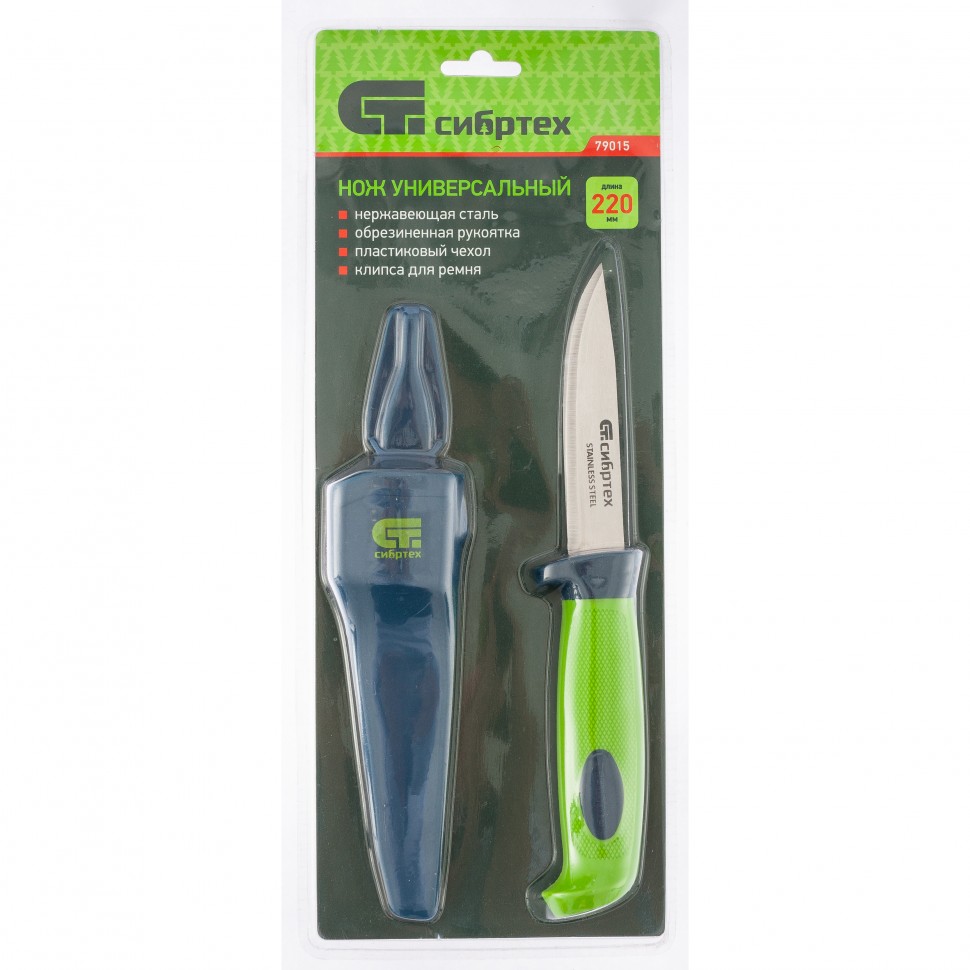 сибртех
79015
НОЖ УНИВЕРСАЛЬНЫЙ
нержавеющая сталь
обрезиненная рукоятка
пластиковый чехол
клипса для ремня
длина
220
мм
сибртех
STAINLESS STEEL
сибртех